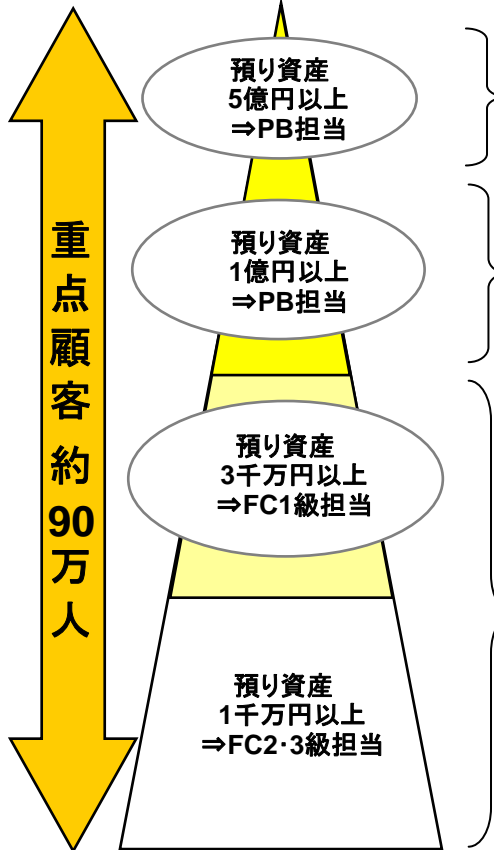 重点顧客約90万人
預り資産
5億円以上
⇒PB担当
預り資産
1億円以上
⇒PB担当
預り資産
3千万円以上
⇒FC1級担当
預り資産
1千万円以上
⇒FC2･3級担当